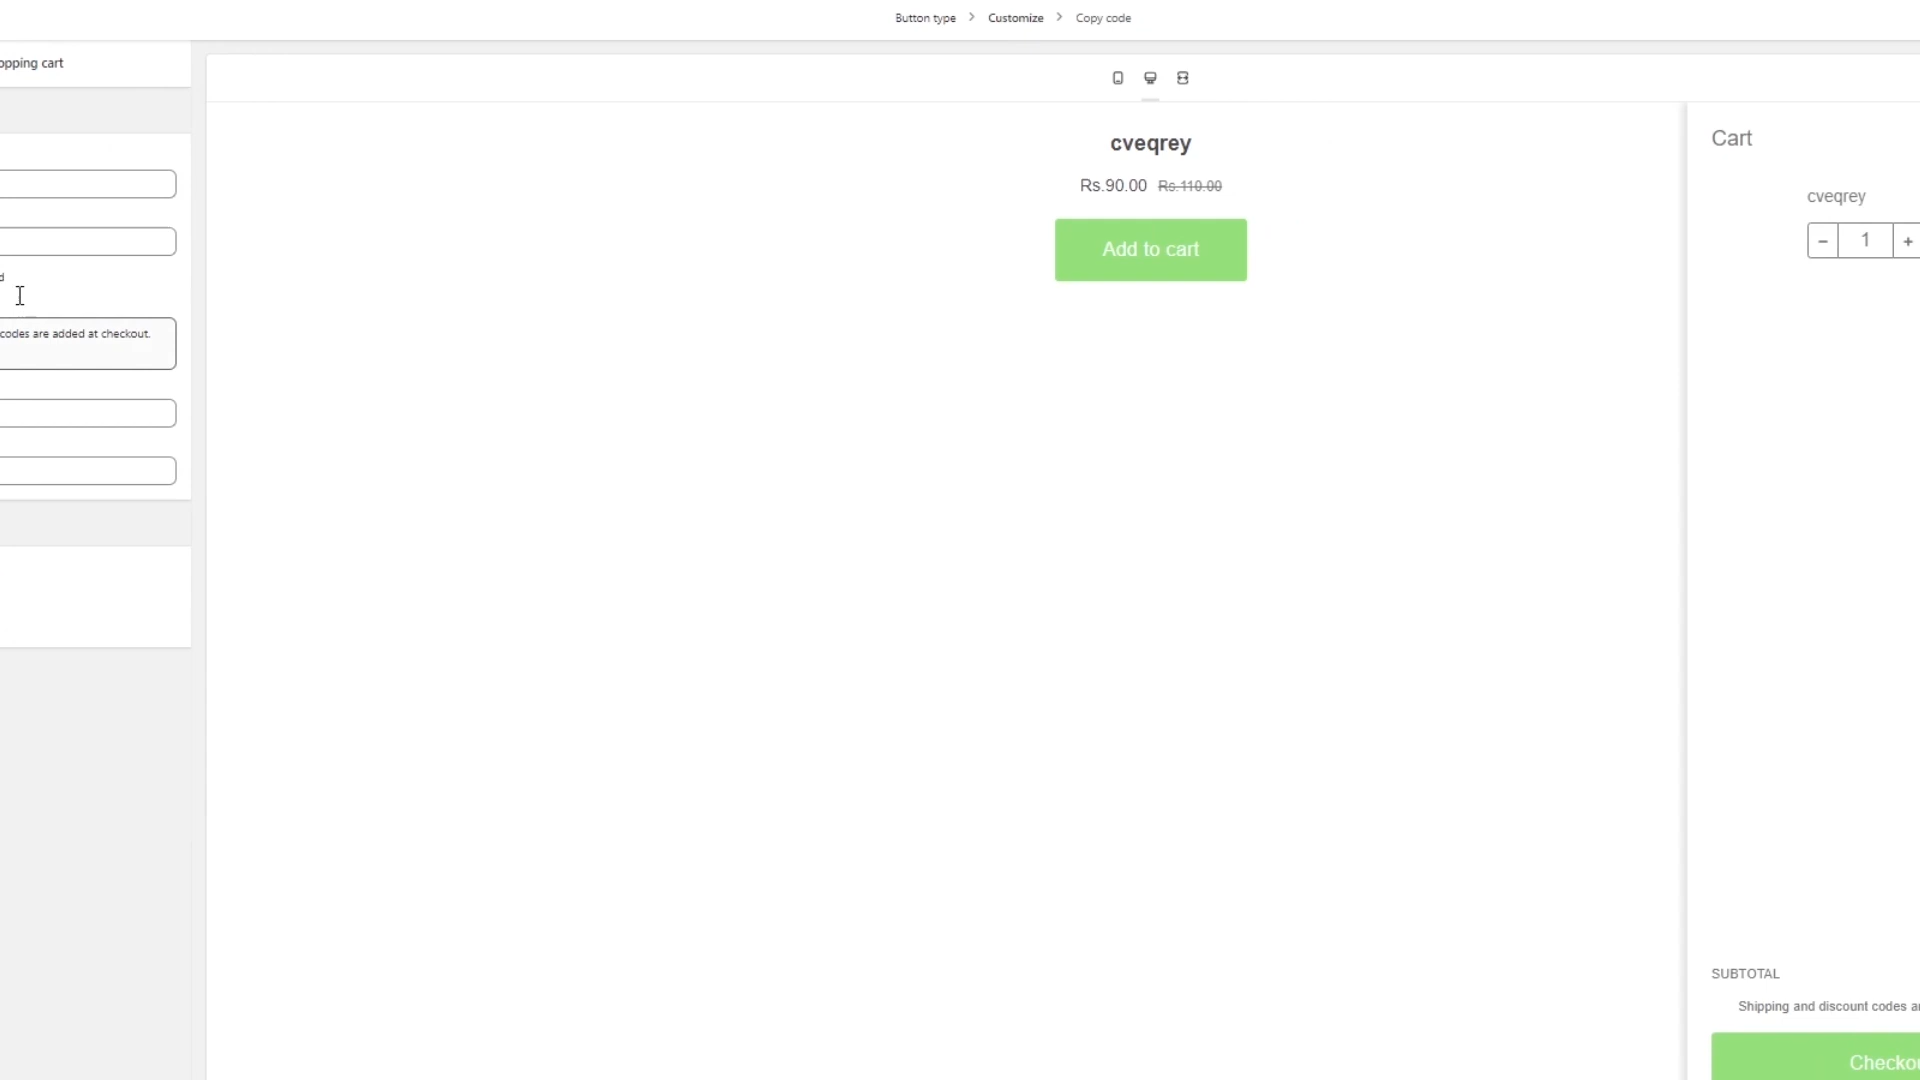 Button type > Customize > Copy code
opping cart
d
codes are added at checkout.
cveqrey
Rs.90.00 Rs.110.00
Add to cart
Cart
cveqrey
− 1 +
SUBTOTAL
Shipping and discount codes a
Checko